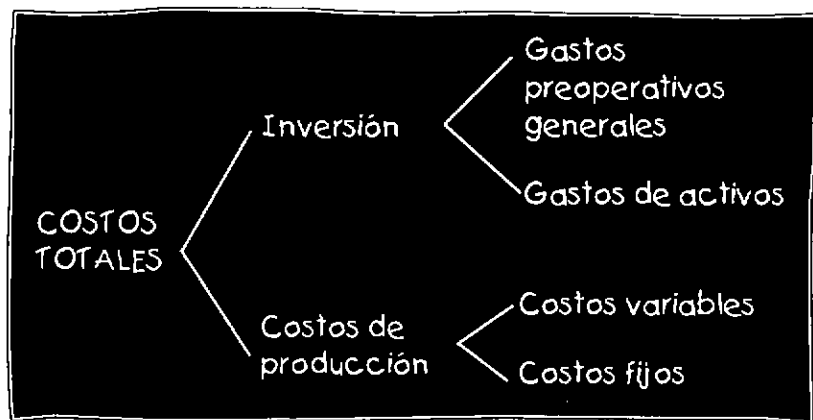 COSTOS
TOTALES
Inversión
Gastos
preoperativos
generales
Gastos de activos
Costos de
producción
Costos variables
Costos fijos